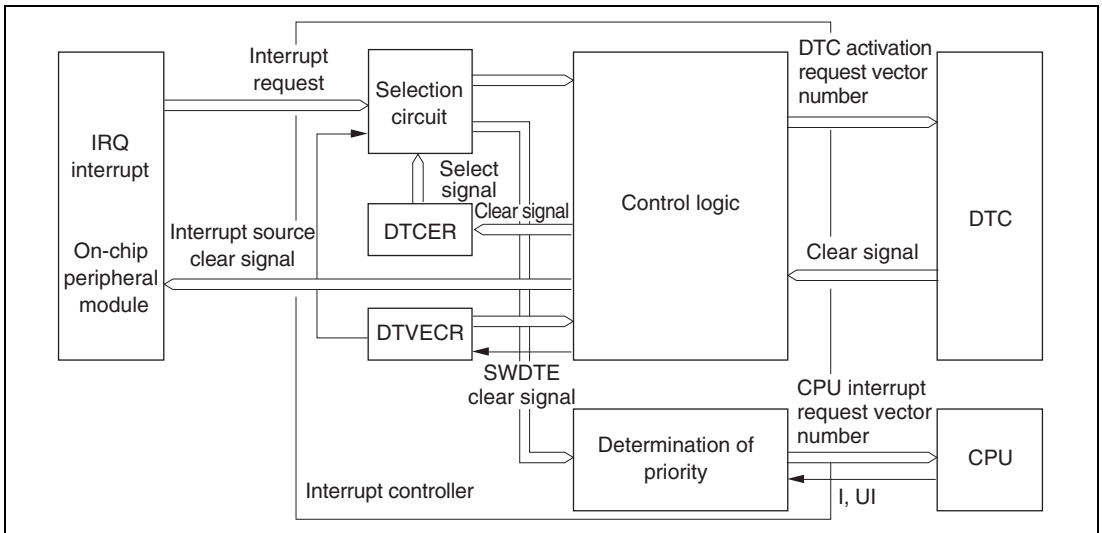 Interrupt
request
Selection
circuit
DTC activation
request vector
number
IRQ
interrupt
Select
signal
Control logic
DTC
DTCER
Clear signal
Interrupt source
clear signal
On-chip
peripheral
module
Clear signal
DTVECR
SWDTE
clear signal
CPU interrupt
request vector
number
Determination of
priority
CPU
Interrupt controller
I, UI